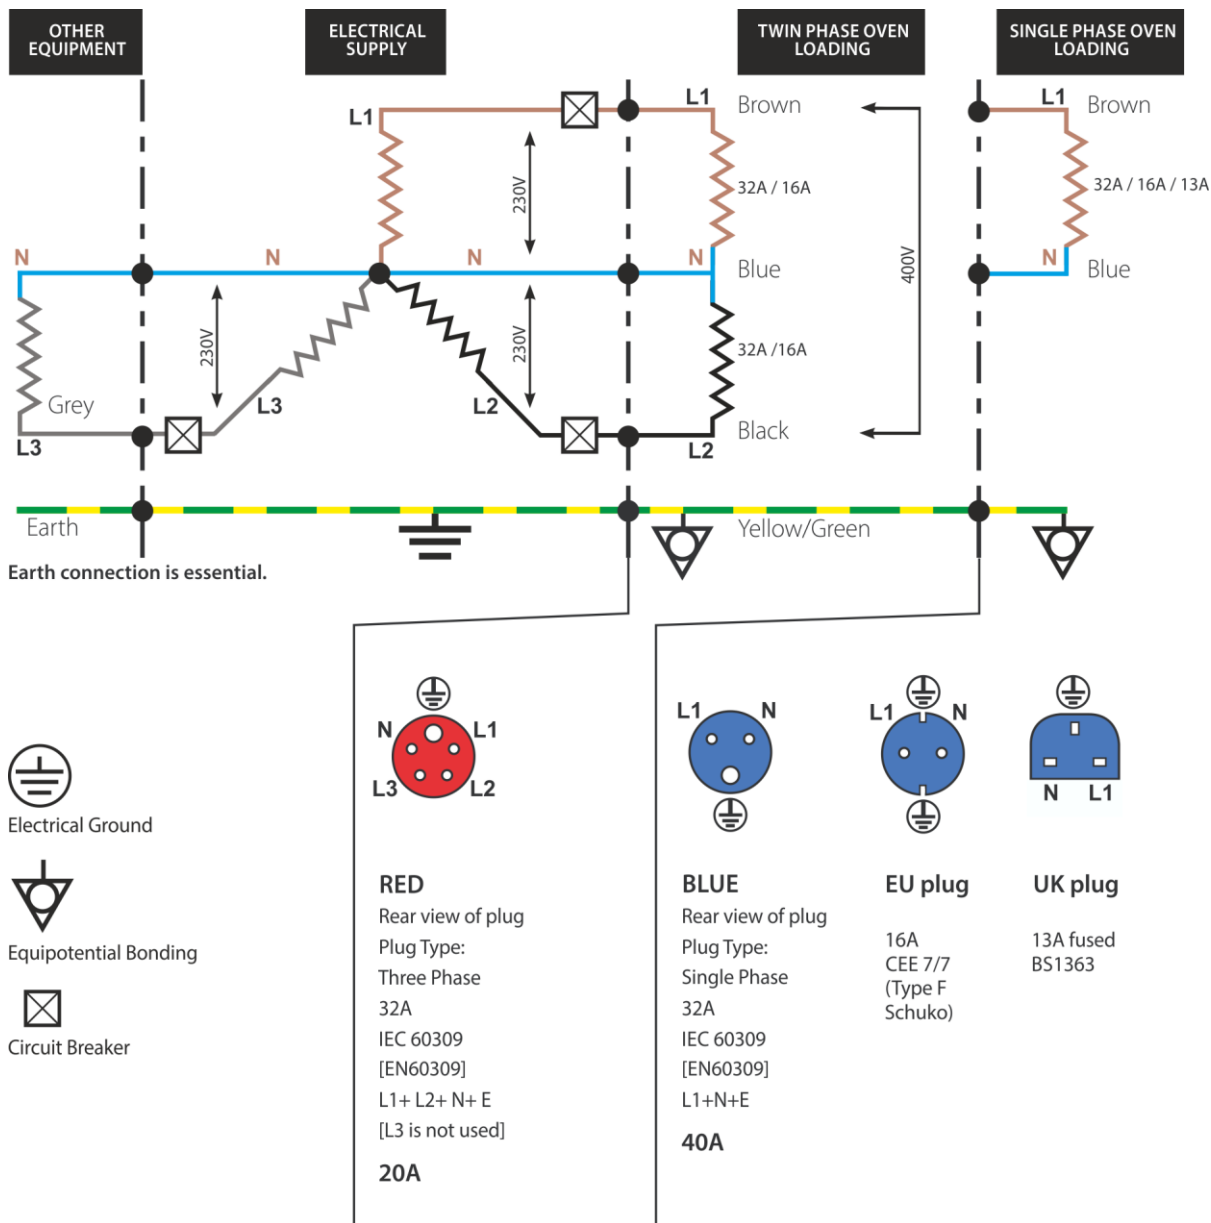 OTHER
EQUIPMENT
ELECTRICAL
SUPPLY
TWIN PHASE OVEN
LOADING
SINGLE PHASE OVEN
LOADING
L1
L1
Brown
L1
Brown
230V
32A / 16A
32A / 16A / 13A
400V
N
N
N
N
Blue
N
Blue
230V
230V
32A /16A
Grey
L3
L2
Black
L3
L2
Earth
Yellow/Green
Earth connection is essential.
Electrical Ground
Equipotential Bonding
Circuit Breaker
N
L1
L3
L2
RED
Rear view of plug
Plug Type:
Three Phase
32A
IEC 60309
[EN60309]
L1+ L2+ N+ E
[L3 is not used]
20A
L1
N
BLUE
Rear view of plug
Plug Type:
Single Phase
32A
IEC 60309
[EN60309]
L1+N+E
40A
L1
N
EU plug
16A
CEE 7/7
(Type F
Schuko)
N
L1
UK plug
13A fused
BS1363